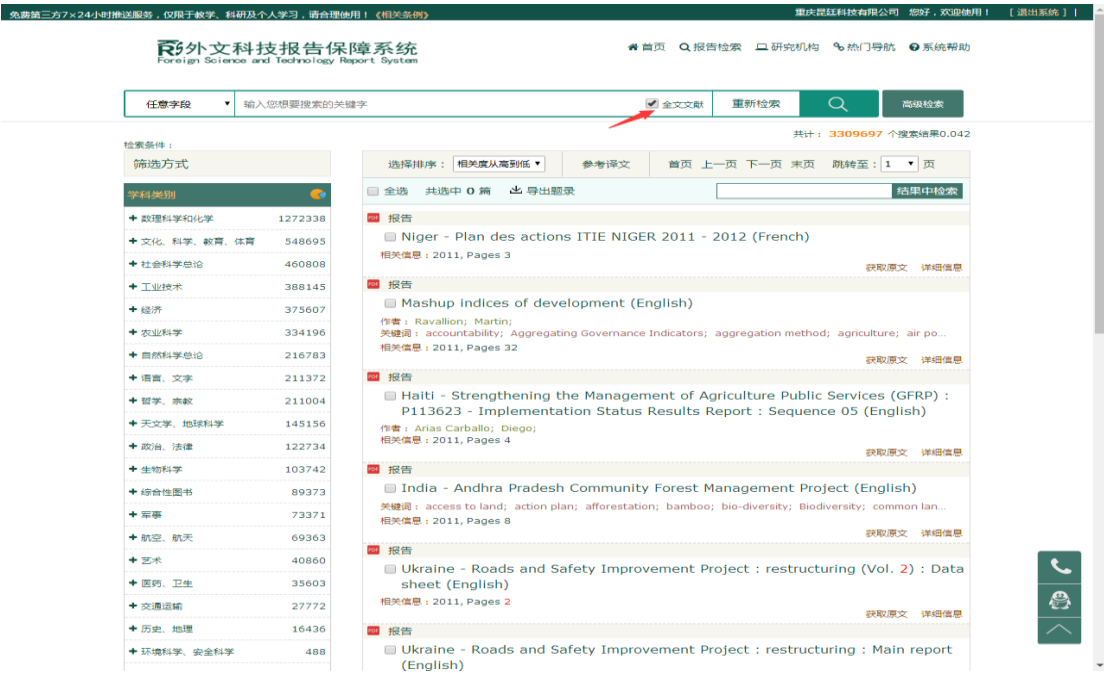 免费第三方7×24小时推送服务，仅限于教学、科研及个人学习，请合理使用！《相关条例》
重庆昆廷科技有限公司 您好，欢迎使用！ [ 退出系统 ] |
外文科技报告保障系统
Foreign Science and Technology Report System
首页 报告检索 研究机构 热门导航 系统帮助
任意字段 输入您想要搜索的关键字 全文文献 重新检索 高级检索
共计： 3309697 个搜索结果0.042
检索条件：
筛选方式
选择排序： 相关度从高到低 参考译文 首页 上一页 下一页 末页 跳转至： 1 页
学科类别
全选 共选中 0 篇 导出题录 结果中检索
数理科学和化学 1272338
文化、科学、教育、体育 548695
社会科学总论 460808
工业技术 388145
经济 375607
农业科学 334196
自然科学总论 216783
语言、文字 211372
哲学、宗教 211004
天文学、地球科学 145156
政治、法律 122734
生物科学 103742
综合性图书 89373
军事 73371
航空、航天 69363
艺术 40860
医药、卫生 35603
交通运输 27772
历史、地理 16436
环境科学、安全科学 488
PDF 报告
Niger - Plan des actions ITIE NIGER 2011 - 2012 (French)
相关信息：2011, Pages 3
获取原文 详细信息
PDF 报告
Mashup indices of development (English)
作者： Ravallion; Martin;
关键词： accountability; Aggregating Governance Indicators; aggregation method; agriculture; air po...
相关信息：2011, Pages 32
获取原文 详细信息
PDF 报告
Haiti - Strengthening the Management of Agriculture Public Services (GFRP) :
P113623 - Implementation Status Results Report : Sequence 05 (English)
作者： Arias Carballo; Diego;
相关信息：2011, Pages 4
获取原文 详细信息
PDF 报告
India - Andhra Pradesh Community Forest Management Project (English)
关键词： access to land; action plan; afforestation; bamboo; bio-diversity; Biodiversity; common lan...
相关信息：2011, Pages 8
获取原文 详细信息
PDF 报告
Ukraine - Roads and Safety Improvement Project : restructuring (Vol. 2) : Data
sheet (English)
相关信息：2011, Pages 2
获取原文 详细信息
PDF 报告
Ukraine - Roads and Safety Improvement Project : restructuring : Main report
(English)